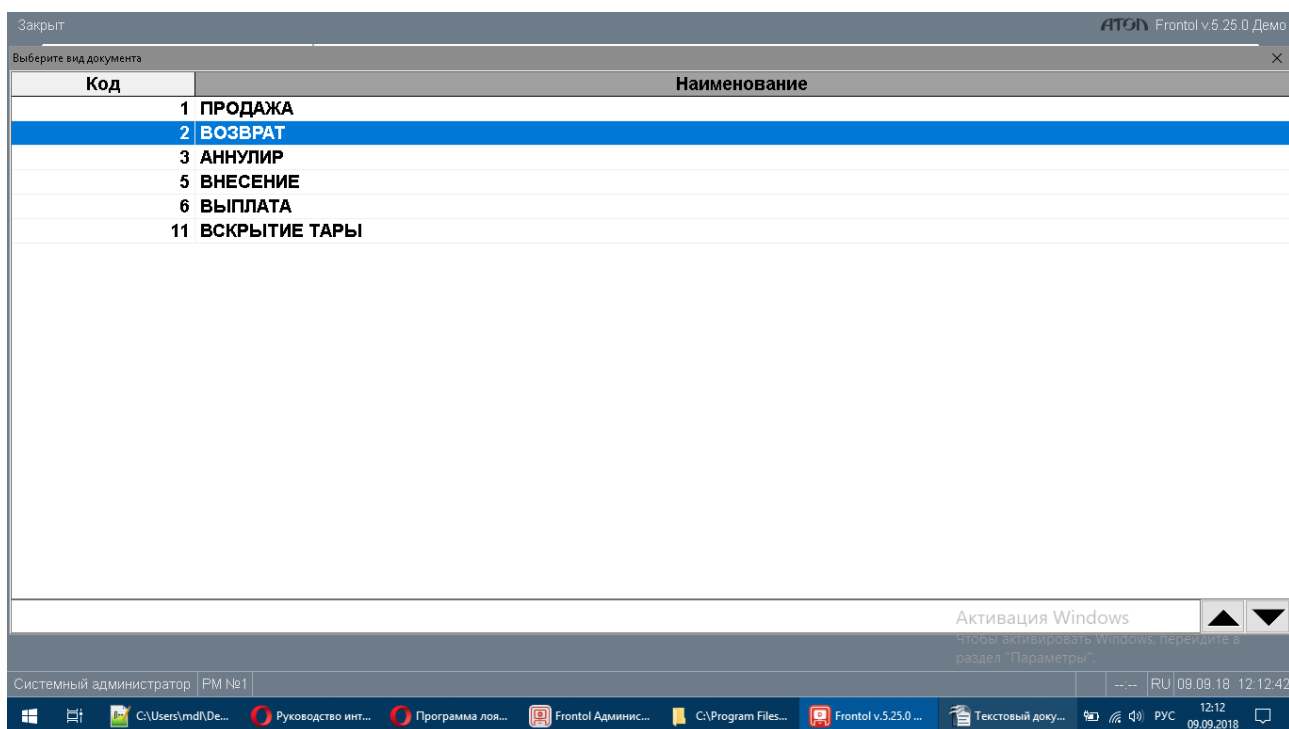 Закрыт ATOL Frontol v.5.25.0 Демо
Выберите вид документа
Код Наименование
1 ПРОДАЖА
2 ВОЗВРАТ
3 АННУЛИР
5 ВНЕСЕНИЕ
6 ВЫПЛАТА
11 ВСКРЫТИЕ ТАРЫ
Активация Windows
Чтобы активировать Windows, перейдите в
раздел "Параметры".
Системный администратор РМ №1 --:-- RU 09.09.18 12:12:42
C:\Users\mdl\De... Руководство инт... Программа лоя... Frontol Админис... C:\Program Files... Frontol v.5.25.0 ... Текстовый доку... РУС 12:12
09.09.2018